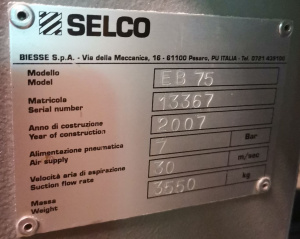 SELCO
BIESSE S.p.A. - Via della Meccanica, 16 - 61100 Pesaro, PU ITALIA - Tel.
Modello
Model
EB 75
Matricola
Serial number
13367
Anno di costruzione
Year of construction
2007
Alimentazione pneumatica
Air supply
7 Bar
Velocità aria di aspirazione
Suction flow rate
30 m/sec
Massa
Weight
3550 kg